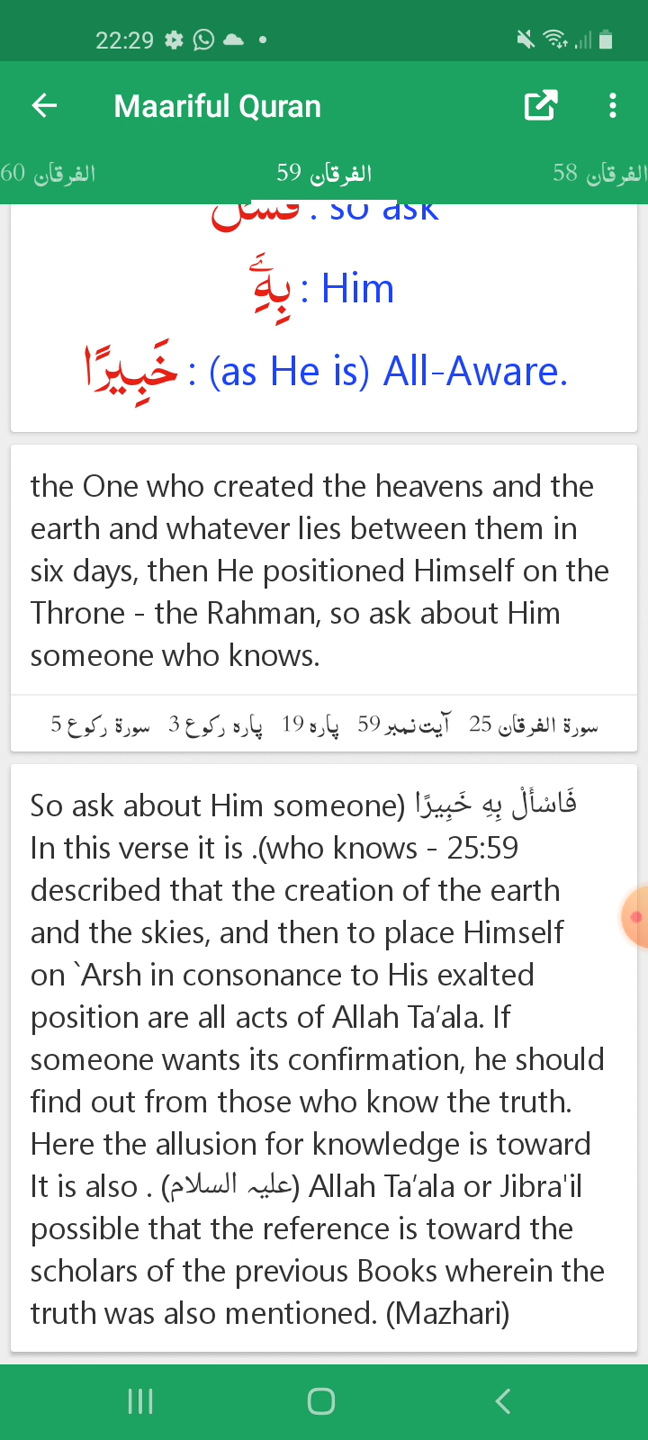 22:29
Maariful Quran
الفرقان 60 الفرقان 59 الفرقان 58
فَسْـَٔلْ : so ask
بِهٖۤ : Him
خَبِيرًا : (as He is) All-Aware.
the One who created the heavens and the
earth and whatever lies between them in
six days, then He positioned Himself on the
Throne - the Rahman, so ask about Him
someone who knows.
سورة الفرقان 25 آیت نمبر 59 پارہ 19 پارہ رکوع 3 سورۃ رکوع 5
So ask about Him someone) فَاسْأَلْ بِهِ خَبِيرًا
In this verse it is .(who knows - 25:59
described that the creation of the earth
and the skies, and then to place Himself
on `Arsh in consonance to His exalted
position are all acts of Allah Ta’ala. If
someone wants its confirmation, he should
find out from those who know the truth.
Here the allusion for knowledge is toward
It is also . (علیہ السلام) Allah Ta’ala or Jibra'il
possible that the reference is toward the
scholars of the previous Books wherein the
truth was also mentioned. (Mazhari)